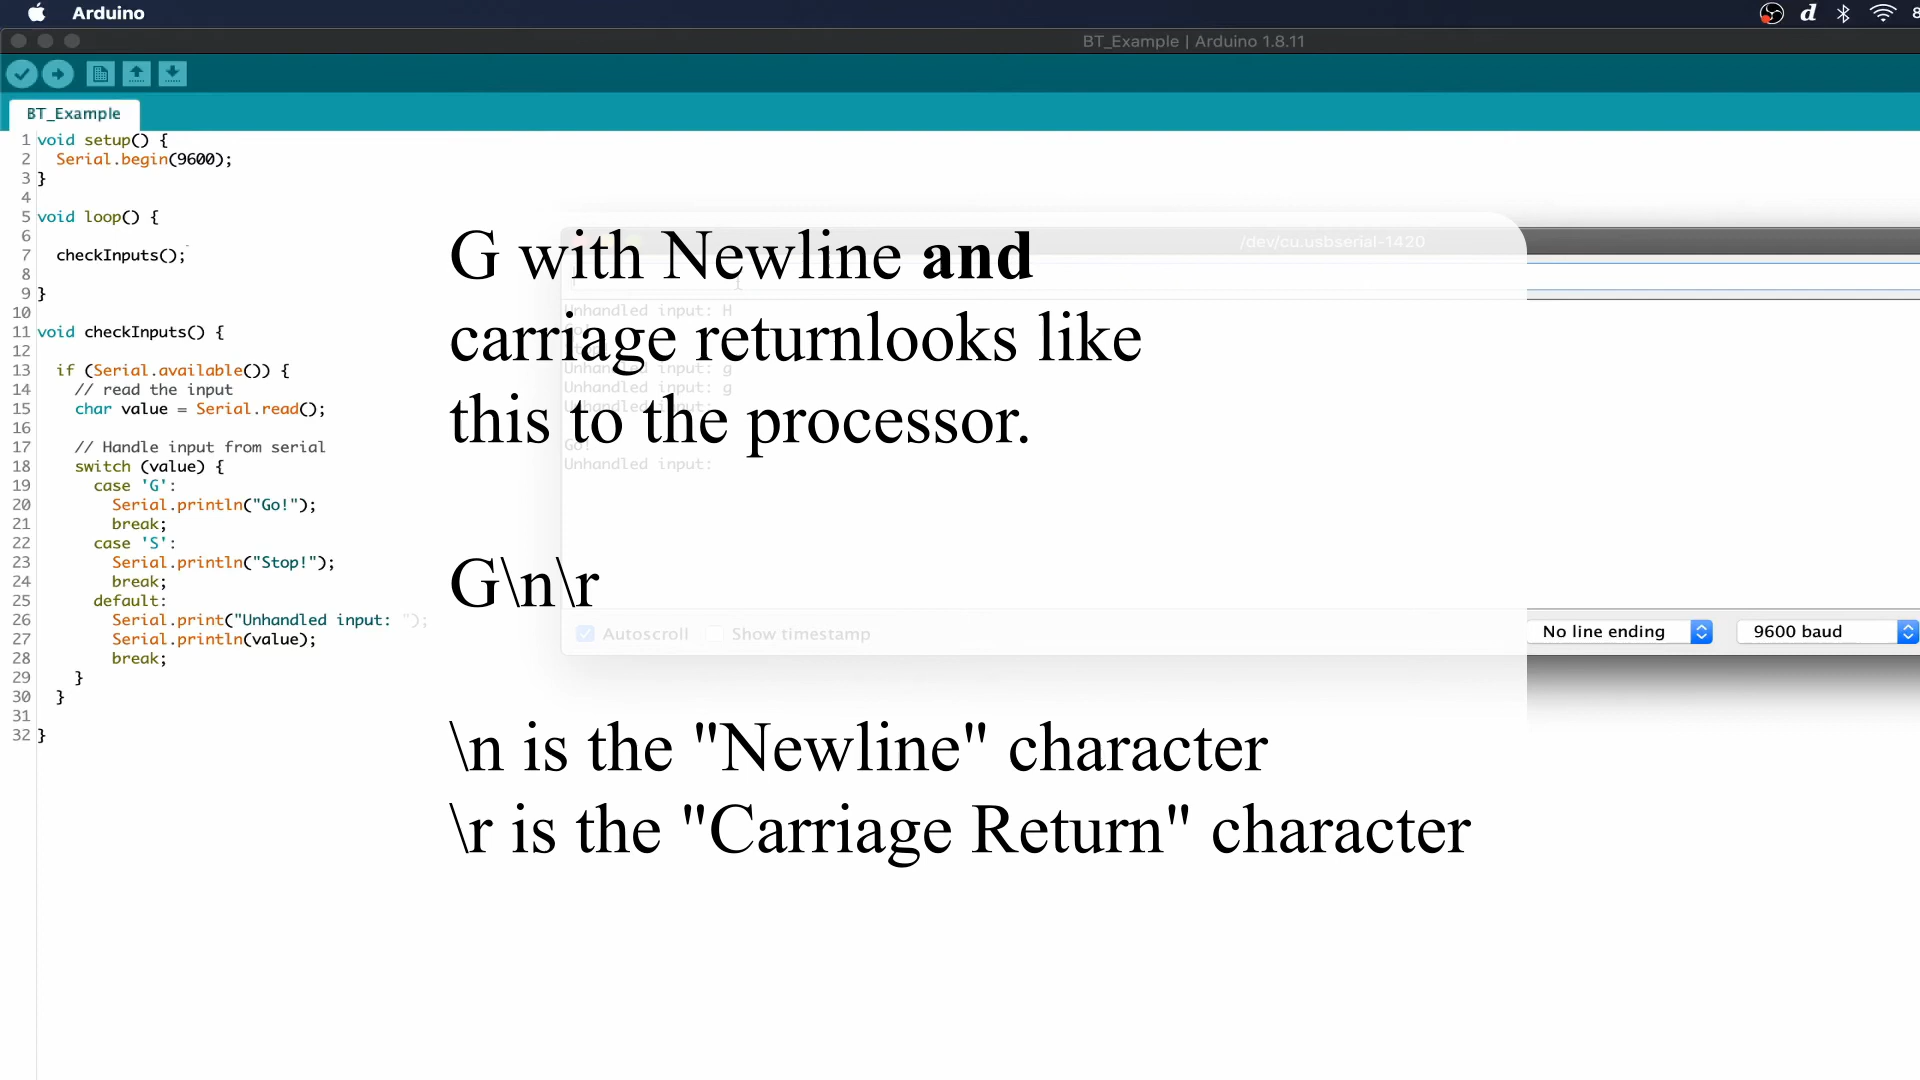 Arduino
BT_Example | Arduino 1.8.11
BT_Example
1 void setup() {
2 Serial.begin(9600);
3 }
4
5 void loop() {
6
7 checkInputs();
8
9 }
10
11 void checkInputs() {
12
13 if (Serial.available()) {
14 // read the input
15 char value = Serial.read();
16
17 // Handle input from serial
18 switch (value) {
19 case 'G':
20 Serial.println("Go!");
21 break;
22 case 'S':
23 Serial.println("Stop!");
24 break;
25 default:
26 Serial.print("Unhandled input: ");
27 Serial.println(value);
28 break;
29 }
30 }
31
32 }
/dev/cu.usbserial-1420
Unhandled input: H
Unhandled input: g
Unhandled input: g
Unhandled input:
Go!
Unhandled input:
Autoscroll Show timestamp
No line ending 9600 baud
G with Newline and
carriage returnlooks like
this to the processor.
G\n\r
\n is the "Newline" character
\r is the "Carriage Return" character